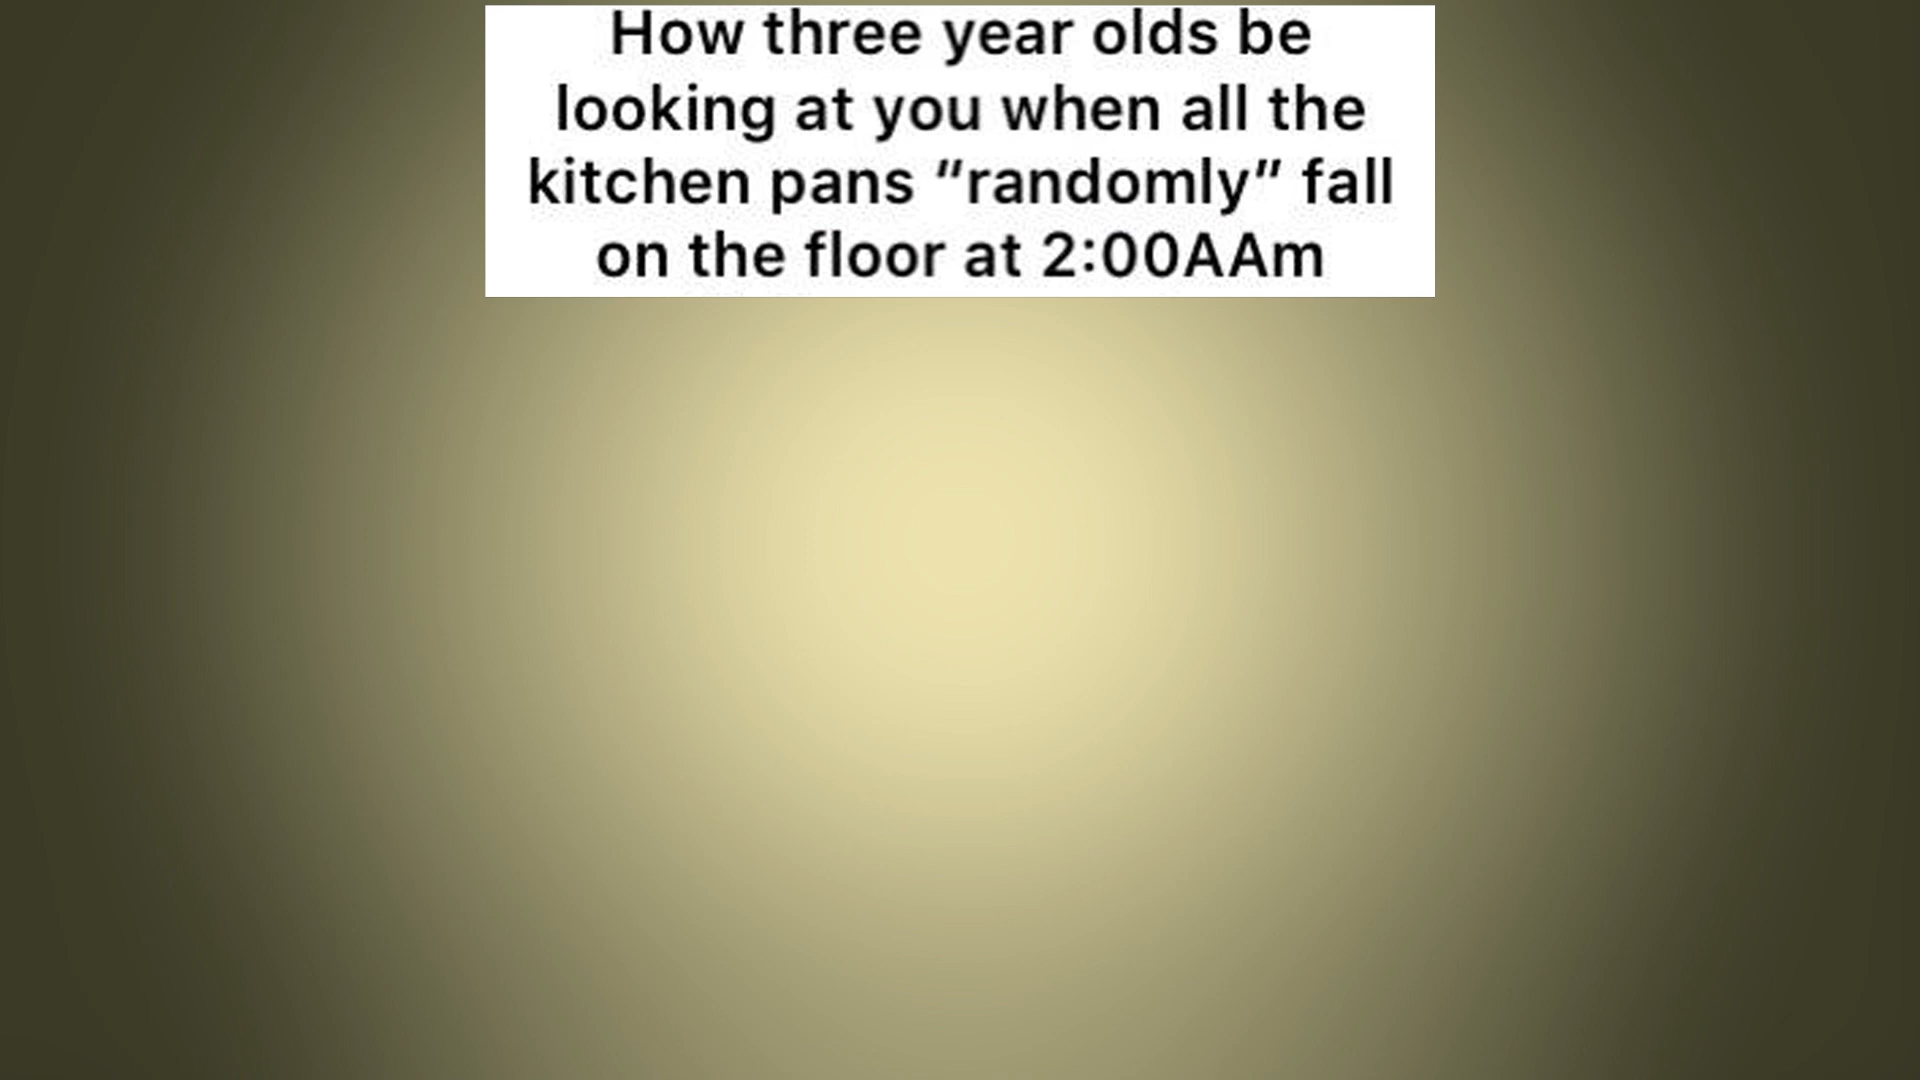 How three year olds be
looking at you when all the
kitchen pans “randomly” fall
on the floor at 2:00AAm